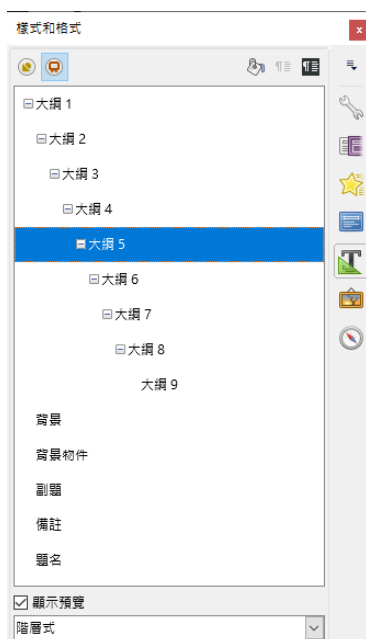 樣式和格式
大綱 1
大綱 2
大綱 3
大綱 4
大綱 5
大綱 6
大綱 7
大綱 8
大綱 9
背景
背景物件
副題
備註
題名
顯示預覽
階層式